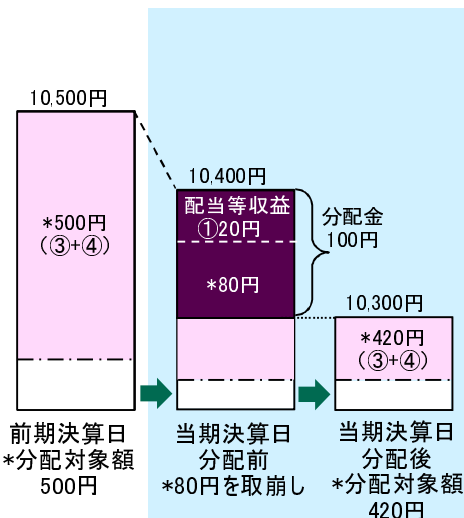 10,500円
*500円
(③+④)
前期決算日
*分配対象額
500円
10,400円
配当等収益
①20円
*80円
分配金
100円
当期決算日
分配前
*80円を取崩し
10,300円
*420円
(③+④)
当期決算日
分配後
*分配対象額
420円